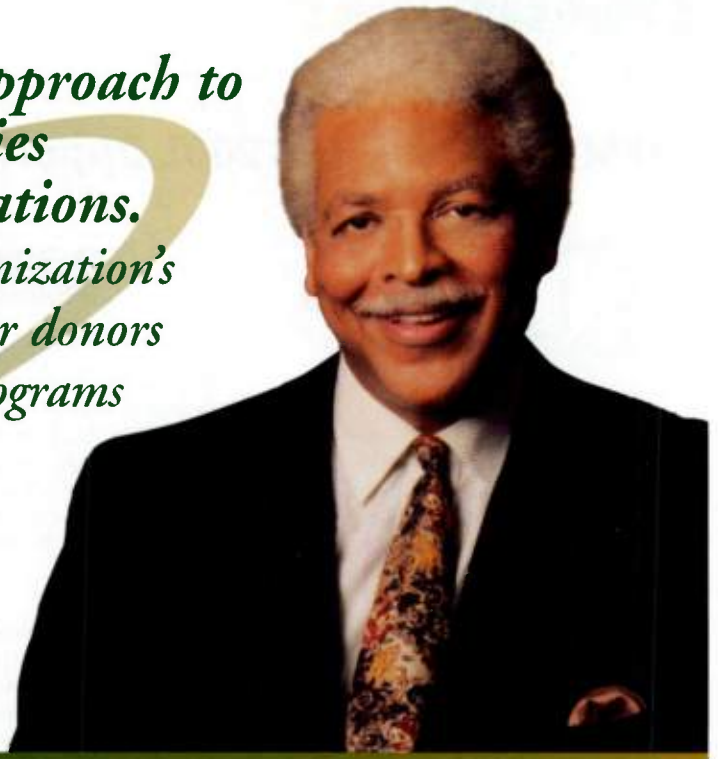 pproach to
ies
ations.
nization's
r donors
ograms